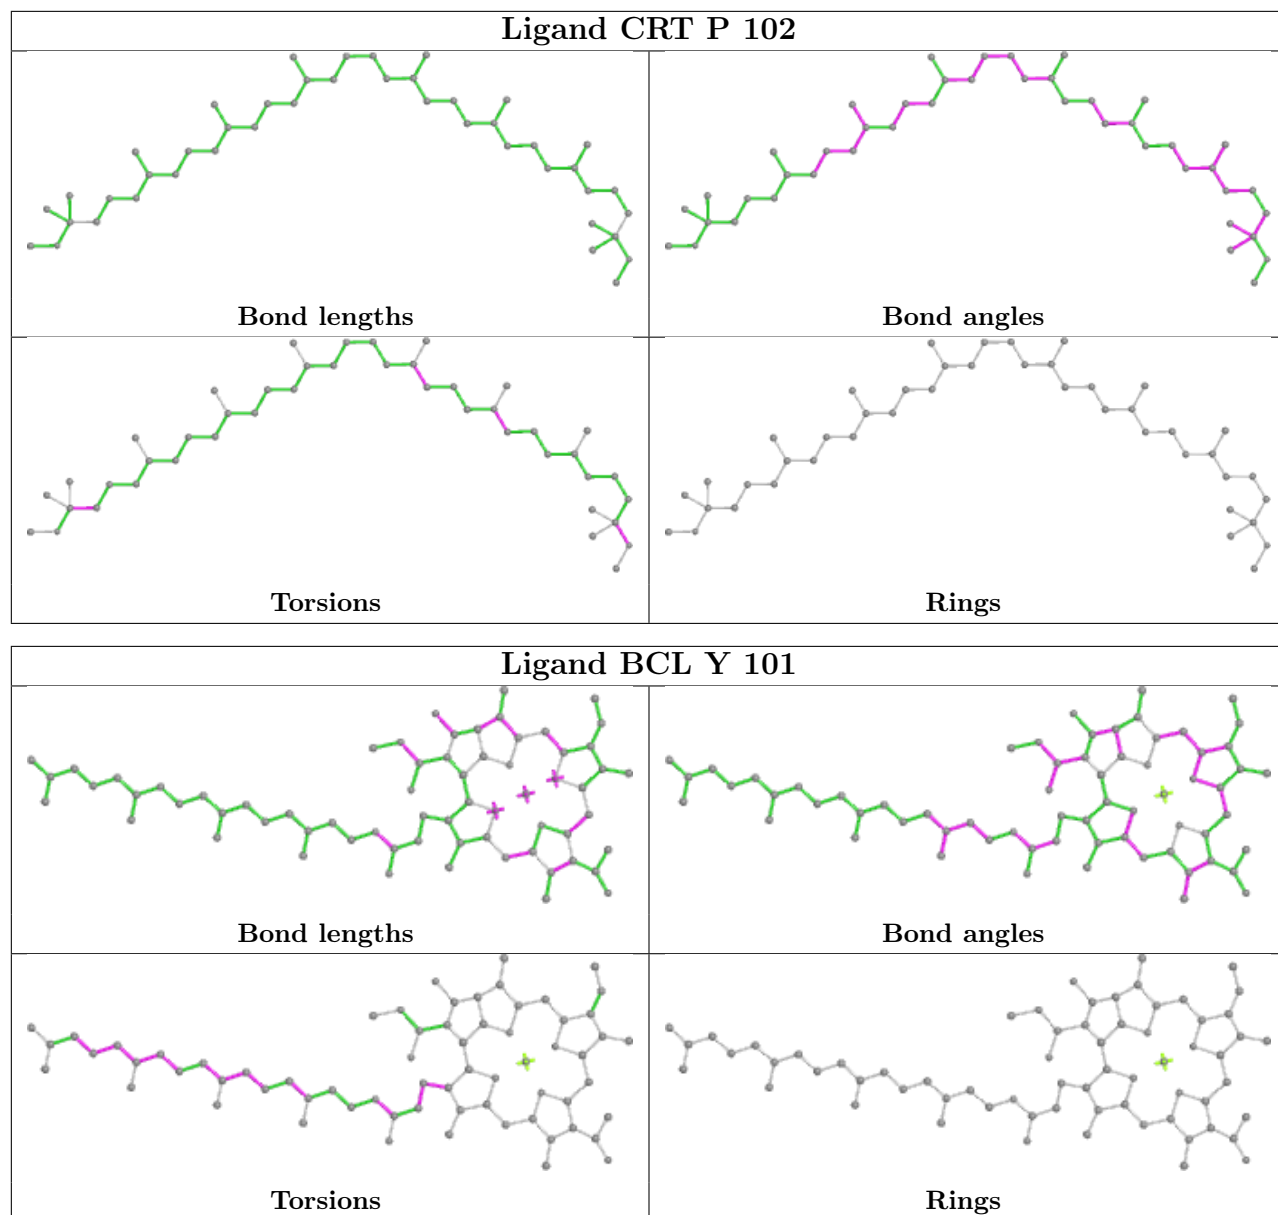 Ligand CRT P 102
Bond lengths
Bond angles
Torsions
Rings
Ligand BCL Y 101
Bond lengths
Bond angles
Torsions
Rings